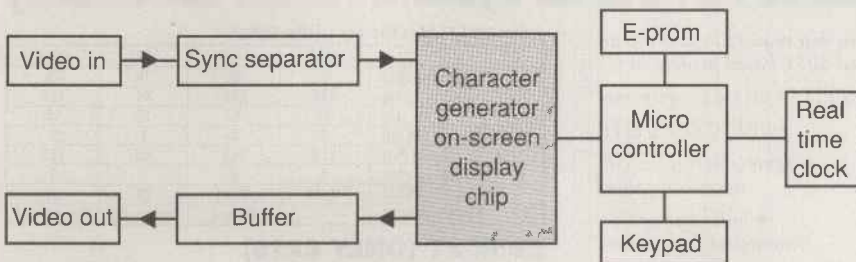 Video in
Sync separator
Character
generator
on-screen
display
chip
E-prom
Micro
controller
Real
time
clock
Keypad
Video out
Buffer